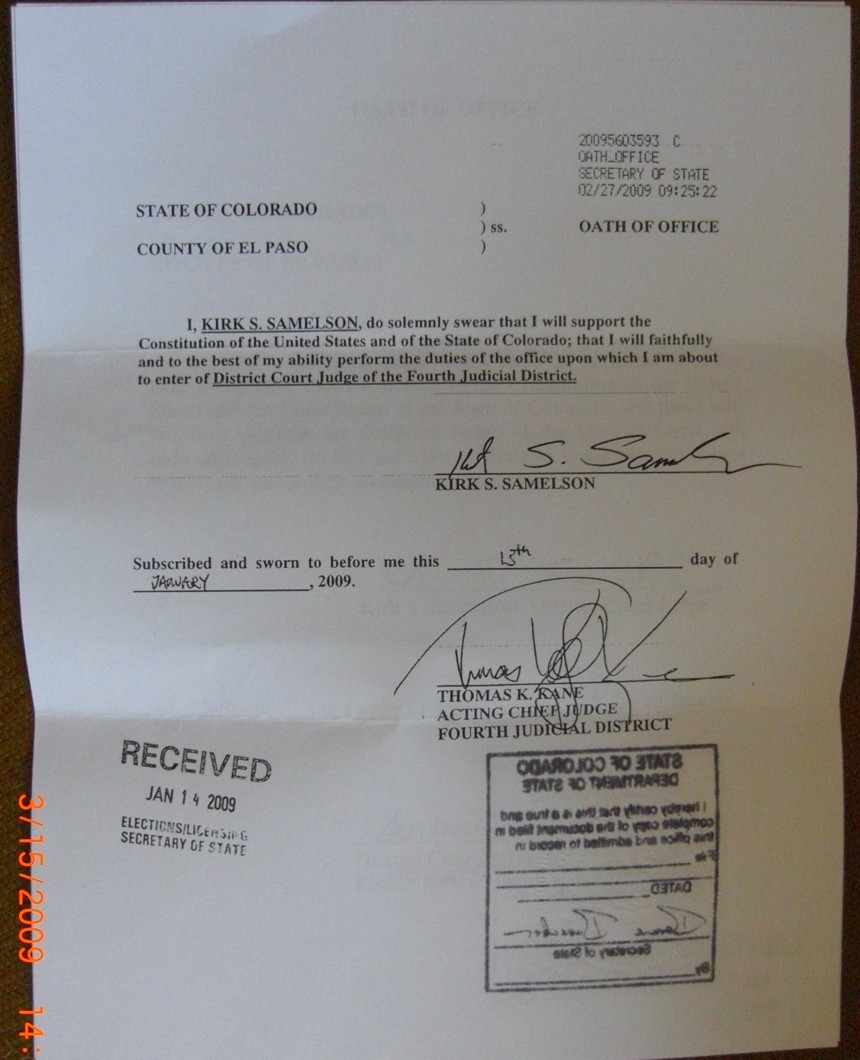 20095603593 C
OATH_OFFICE
SECRETARY OF STATE
02/27/2009 09:25:22
STATE OF COLORADO )
) ss. OATH OF OFFICE
COUNTY OF EL PASO )
I, KIRK S. SAMELSON, do solemnly swear that I will support the
Constitution of the United States and of the State of Colorado; that I will faithfully
and to the best of my ability perform the duties of the office upon which I am about
to enter of District Court Judge of the Fourth Judicial District.
KIRK S. SAMELSON
Subscribed and sworn to before me this 13th day of
JANUARY, 2009.
Thomas
THOMAS K. KANE
ACTING CHIEF JUDGE
FOURTH JUDICIAL DISTRICT
RECEIVED
JAN 14 2009
ELECTIONS/LICENSING
SECRETARY OF STATE
STATE OF COLORADO
DEPARTMENT OF STATE
I hereby certify that this is a true and
complete copy of the document filed in
this office and admitted to record in
File
DATED
Secretary of State
By
3/15/2009 14: